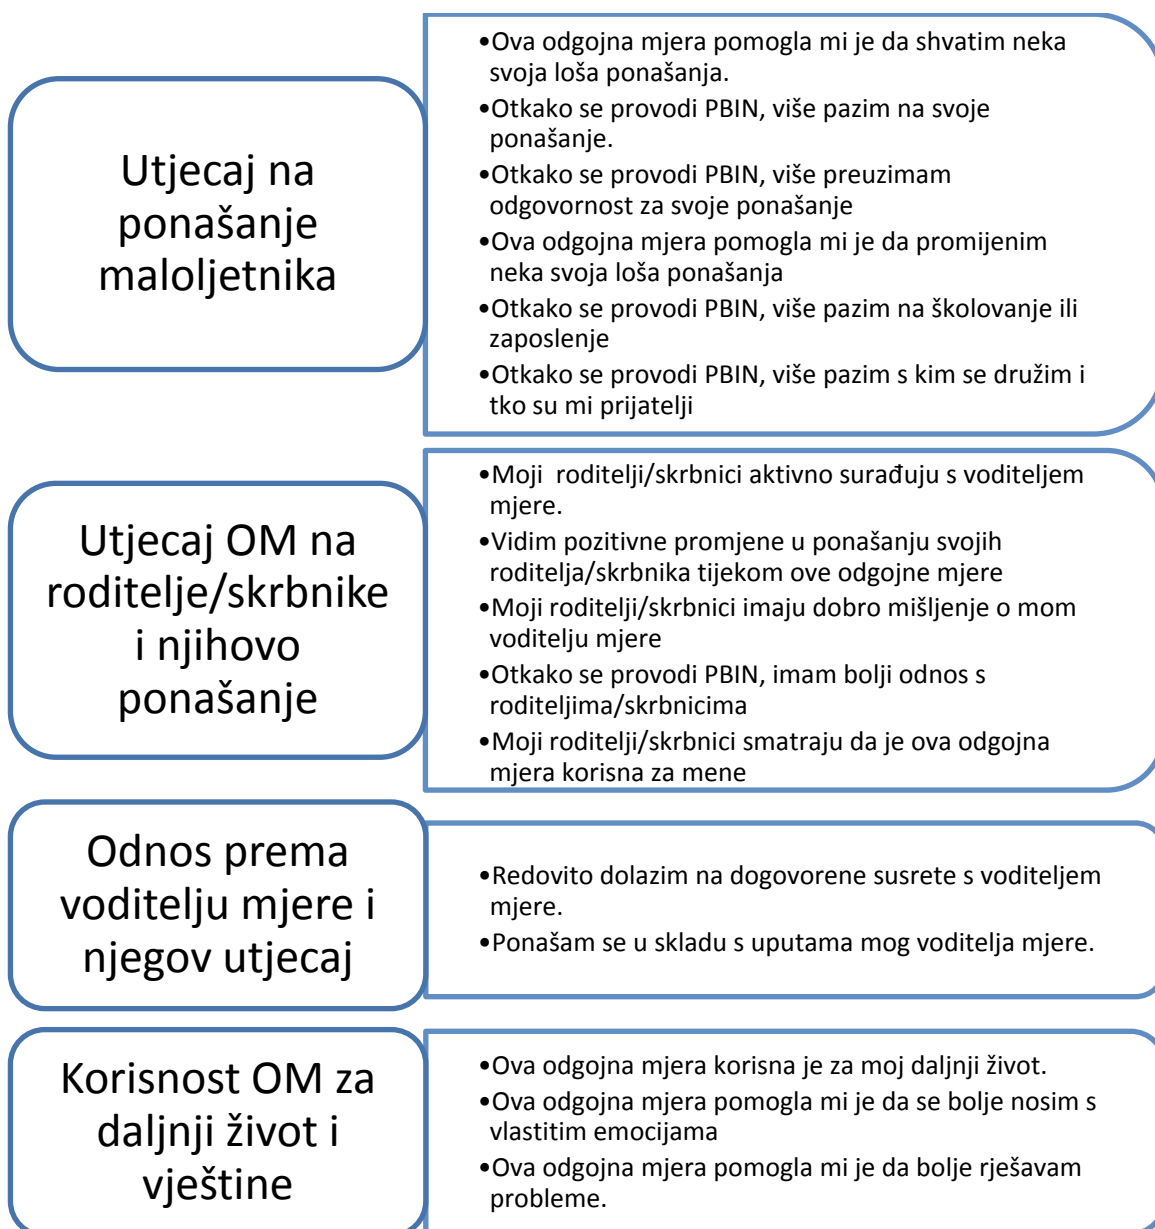 Utjecaj na
ponašanje
maloljetnika
•Ova odgojna mjera pomogla mi je da shvatim neka
svoja loša ponašanja.
•Otkako se provodi PBIN, više pazim na svoje
ponašanje.
•Otkako se provodi PBIN, više preuzimam
odgovornost za svoje ponašanje
•Ova odgojna mjera pomogla mi je da promijenim
neka svoja loša ponašanja
•Otkako se provodi PBIN, više pazim na školovanje ili
zaposlenje
•Otkako se provodi PBIN, više pazim s kim se družim i
tko su mi prijatelji
Utjecaj OM na
roditelje/skrbnike
i njihovo
ponašanje
•Moji roditelji/skrbnici aktivno surađuju s voditeljem
mjere.
•Vidim pozitivne promjene u ponašanju svojih
roditelja/skrbnika tijekom ove odgojne mjere
•Moji roditelji/skrbnici imaju dobro mišljenje o mom
voditelju mjere
•Otkako se provodi PBIN, imam bolji odnos s
roditeljima/skrbnicima
•Moji roditelji/skrbnici smatraju da je ova odgojna
mjera korisna za mene
Odnos prema
voditelju mjere i
njegov utjecaj
•Redovito dolazim na dogovorene susrete s voditeljem
mjere.
•Ponašam se u skladu s uputama mog voditelja mjere.
Korisnost OM za
daljnji život i
vještine
•Ova odgojna mjera korisna je za moj daljnji život.
•Ova odgojna mjera pomogla mi je da se bolje nosim s
vlastitim emocijama
•Ova odgojna mjera pomogla mi je da bolje rješavam
probleme.